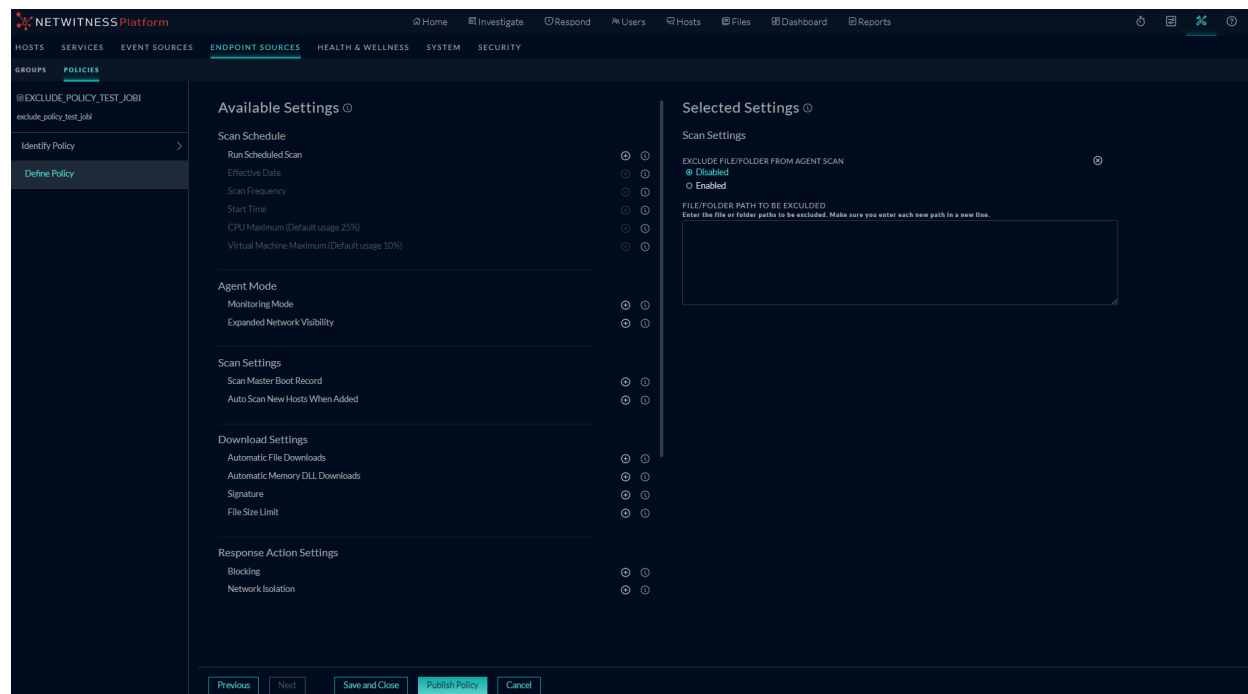 NETWITNESS Platform
Home Investigate Respond Users Hosts Files Dashboard Reports
HOSTS SERVICES EVENT SOURCES ENDPOINT SOURCES HEALTH & WELLNESS SYSTEM SECURITY
GROUPS POLICIES
EXCLUDE_POLICY_TEST_JOBI
exclude_policy_test_jobi
Identify Policy
Define Policy
Available Settings
Scan Schedule
Run Scheduled Scan
Effective Date
Scan Frequency
Start Time
CPU Maximum (Default usage 25%)
Virtual Machine Maximum (Default usage 10%)
Agent Mode
Monitoring Mode
Expanded Network Visibility
Scan Settings
Scan Master Boot Record
Auto Scan New Hosts When Added
Download Settings
Automatic File Downloads
Automatic Memory DLL Downloads
Signature
File Size Limit
Response Action Settings
Blocking
Network Isolation
Selected Settings
Scan Settings
EXCLUDE FILE/FOLDER FROM AGENT SCAN
Disabled
Enabled
FILE/FOLDER PATH TO BE EXCULDED
Enter the file or folder paths to be excluded. Make sure you enter each new path in a new line.
Previous Next Save and Close Publish Policy Cancel